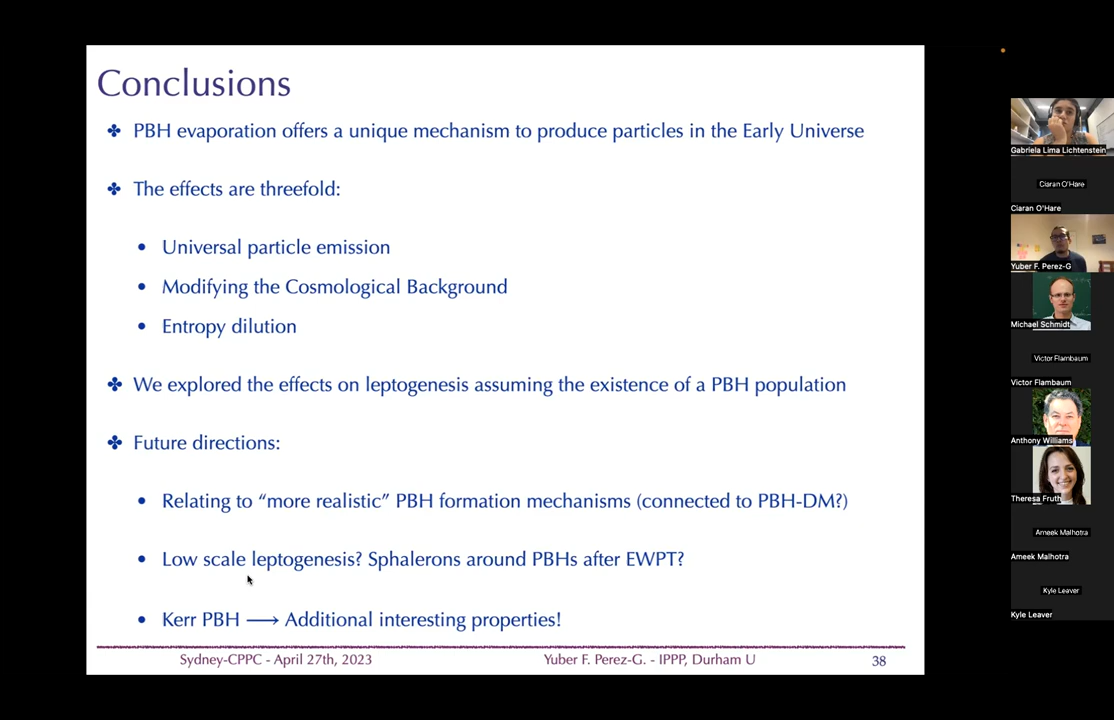 Conclusions
PBH evaporation offers a unique mechanism to produce particles in the Early Universe
The effects are threefold:
Universal particle emission
Modifying the Cosmological Background
Entropy dilution
We explored the effects on leptogenesis assuming the existence of a PBH population
Future directions:
Relating to “more realistic” PBH formation mechanisms (connected to PBH-DM?)
Low scale leptogenesis? Sphalerons around PBHs after EWPT?
Kerr PBH ⟶ Additional interesting properties!
Sydney-CPPC - April 27th, 2023 Yuber F. Perez-G. - IPPP, Durham U 38
Gabriela Lima Lichtenstein
Ciaran O'Hare
Ciaran O'Hare
Yuber F. Perez-G
Michael Schmidt
Victor Flambaum
Victor Flambaum
Anthony Williams
Theresa Fruth
Ameek Malhotra
Ameek Malhotra
Kyle Leaver
Kyle Leaver